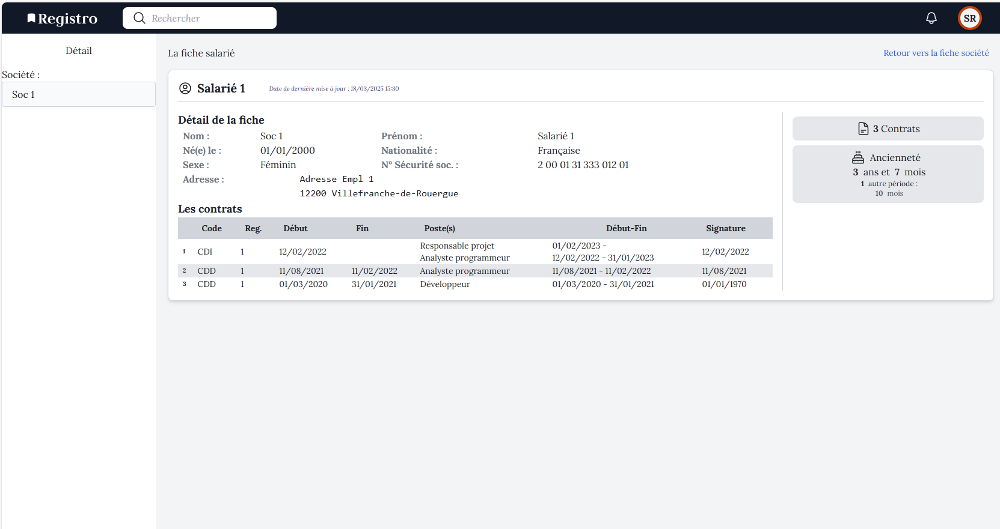 Registro
Rechercher
SR
Détail
Société :
Soc 1
La fiche salarié
Retour vers la fiche société
Salarié 1
Date de dernière mise à jour : 18/03/2025 15:30
Détail de la fiche
Nom : Soc 1 Prénom : Salarié 1
Né(e) le : 01/01/2000 Nationalité : Française
Sexe : Féminin N° Sécurité soc. : 2 00 01 31 333 012 01
Adresse : Adresse Empl 1
12200 Villefranche-de-Rouergue
Les contrats
Code Reg. Début Fin Poste(s) Début-Fin Signature
1 CDI 1 12/02/2022 Responsable projet 01/02/2023 - 12/02/2022
Analyste programmeur 12/02/2022 - 31/01/2023
2 CDD 1 11/08/2021 11/02/2022 Analyste programmeur 11/08/2021 - 11/02/2022 11/08/2021
3 CDD 1 01/03/2020 31/01/2021 Développeur 01/03/2020 - 31/01/2021 01/01/1970
3 Contrats
Ancienneté
3 ans et 7 mois
1 autre période :
10 mois